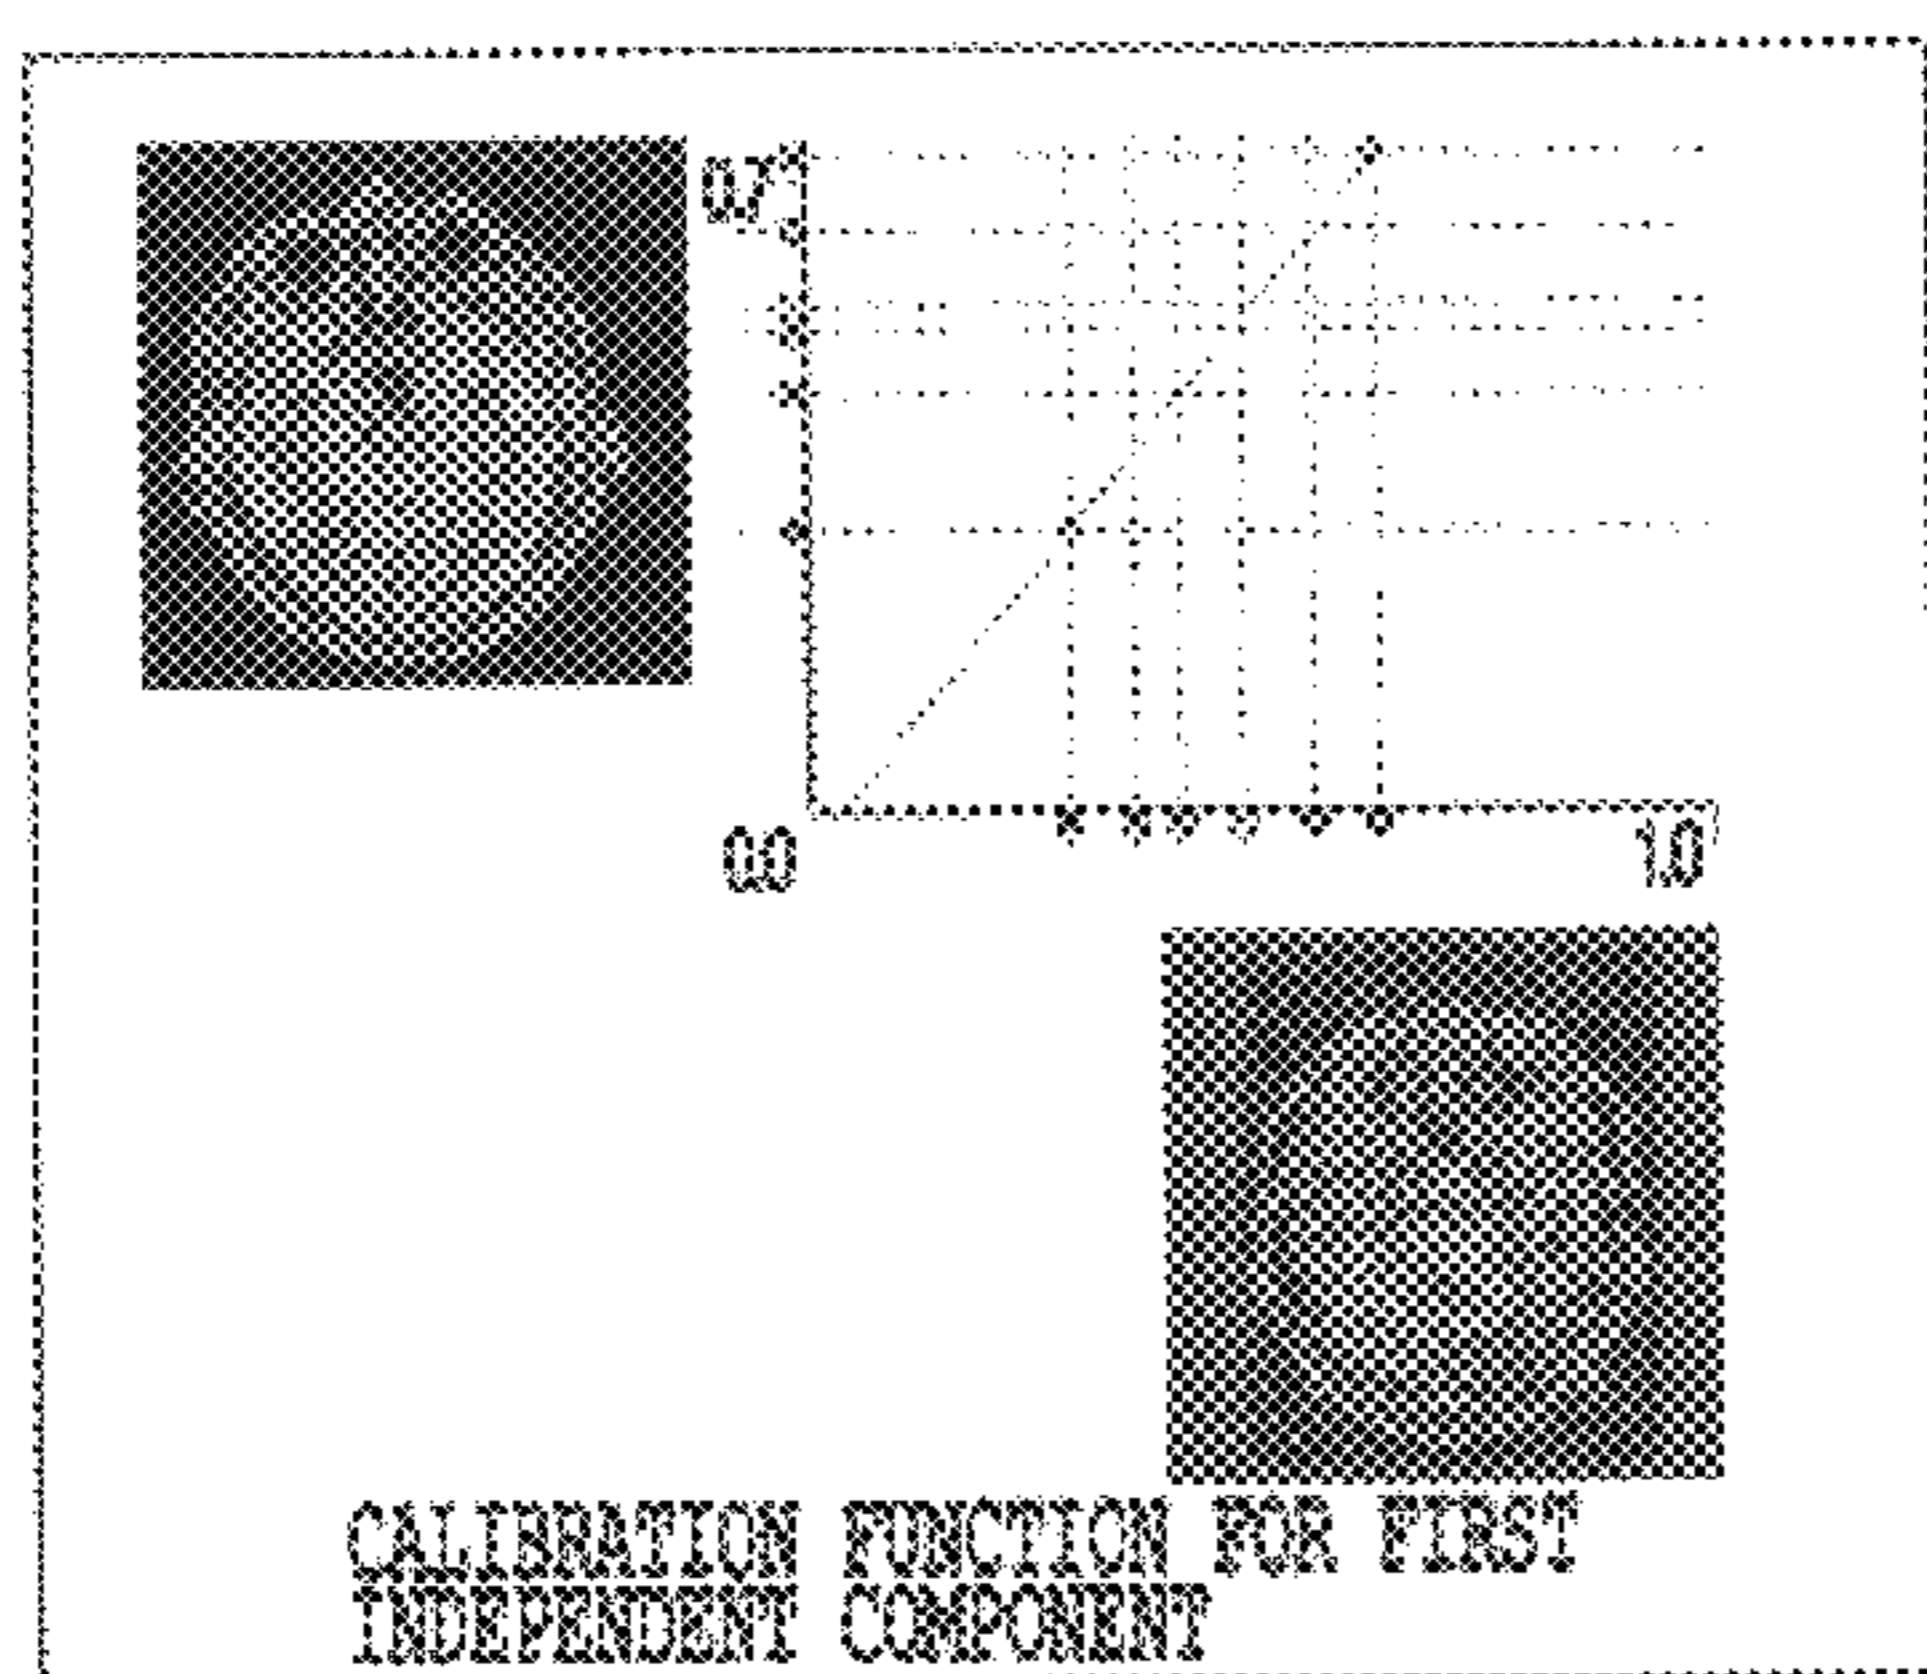 0.7
0.0
1.0
CALIBRATION FUNCTION FOR FIRST
INDEPENDENT COMPONENT